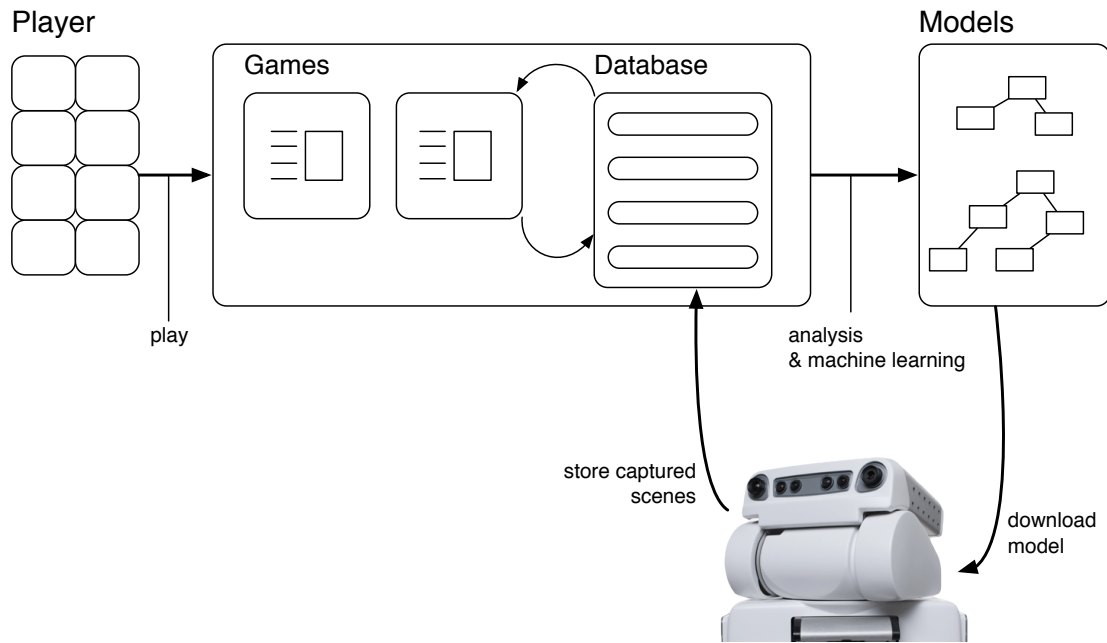 Player
Models
Games
Database
play
analysis
& machine learning
store captured
scenes
download
model